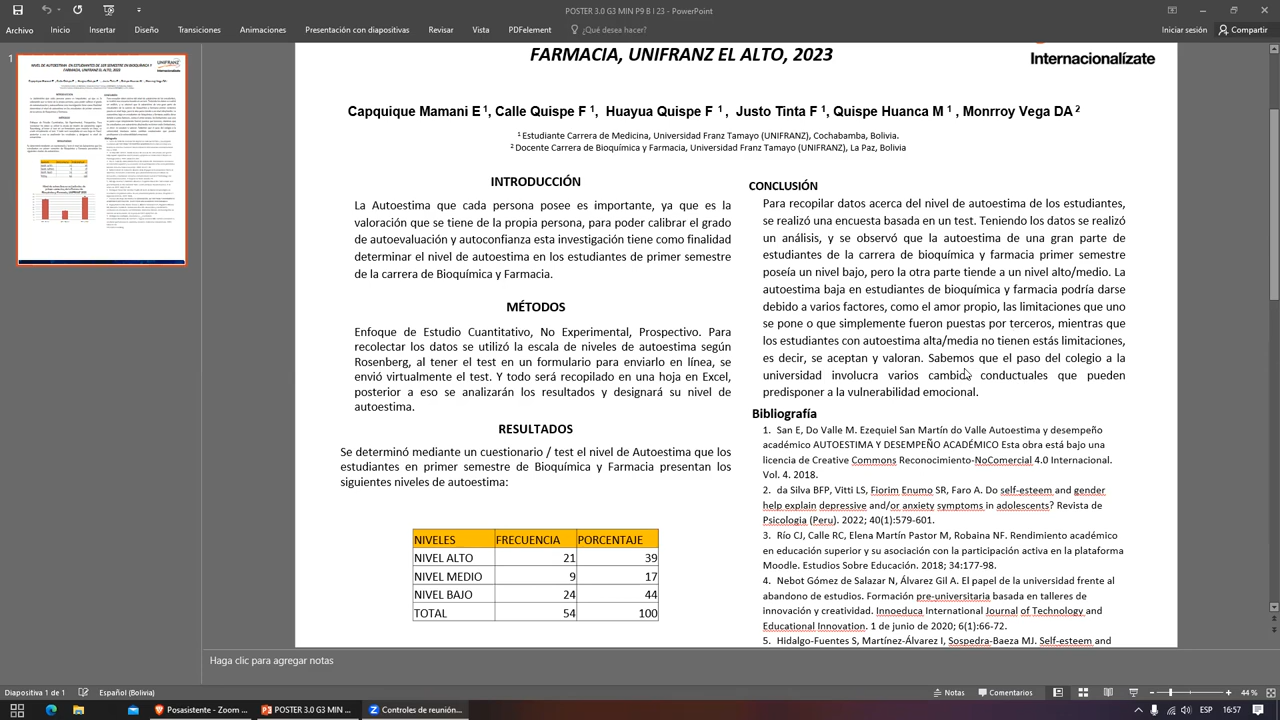 POSTER 3.0 G3 MIN P9 B I 23 - PowerPoint
Archivo Inicio Insertar Diseño Transiciones Animaciones Presentación con diapositivas Revisar Vista PDFelement ¿Qué desea hacer? Iniciar sesión Compartir
1
FARMACIA, UNIFRANZ EL ALTO, 2023
Internacionalízate
Capquique Mamani Huayua Quispe F ¹, Monrroy Vega DA ²
¹ Estudiante Carrera de Medicina, Universidad Franz Tamayo (UNIFRANZ), Cochabamba, Bolivia.
² Docente Carrera de Bioquímica y Farmacia, Universidad Franz Tamayo (UNIFRANZ), La Paz, Bolivia
INTRODUCCIÓN
La Autoestima que cada persona posee es importante, ya que es la
valoración que se tiene de la propia persona, para poder calibrar el grado
de autoevaluación y autoconfianza esta investigación tiene como finalidad
determinar el nivel de autoestima en los estudiantes de primer semestre
de la carrera de Bioquímica y Farmacia.
MÉTODOS
Enfoque de Estudio Cuantitativo, No Experimental, Prospectivo. Para
recolectar los datos se utilizó la escala de niveles de autoestima según
Rosenberg, al tener el test en un formulario para enviarlo en línea, se
envió virtualmente el test. Y todo será recopilado en una hoja en Excel,
posterior a eso se analizarán los resultados y designará su nivel de
autoestima.
RESULTADOS
Se determinó mediante un cuestionario / test el nivel de Autoestima que los
estudiantes en primer semestre de Bioquímica y Farmacia presentan los
siguientes niveles de autoestima:
NIVELES FRECUENCIA PORCENTAJE
NIVEL ALTO 21 39
NIVEL MEDIO 9 17
NIVEL BAJO 24 44
TOTAL 54 100
CONCLUSIÓN
Para recopilar datos acerca del nivel de autoestima de los estudiantes,
se realizó una encuesta basada en un test. Teniendo los datos se realizó
un análisis, y se observó que la autoestima de una gran parte de
estudiantes de la carrera de bioquímica y farmacia primer semestre
poseía un nivel bajo, pero la otra parte tiende a un nivel alto/medio. La
autoestima baja en estudiantes de bioquímica y farmacia podría darse
debido a varios factores, como el amor propio, las limitaciones que uno
se pone o que simplemente fueron puestas por terceros, mientras que
los estudiantes con autoestima alta/media no tienen estás limitaciones,
es decir, se aceptan y valoran. Sabemos que el paso del colegio a la
universidad involucra varios cambios conductuales que pueden
predisponer a la vulnerabilidad emocional.
Bibliografía
1. San E, Do Valle M. Ezequiel San Martín do Valle Autoestima y desempeño
académico AUTOESTIMA Y DESEMPEÑO ACADÉMICO Esta obra está bajo una
licencia de Creative Commons Reconocimiento-NoComercial 4.0 Internacional.
Vol. 4. 2018.
2. da Silva BFP, Vitti LS, Fiorim Enumo SR, Faro A. Do self-esteem and gender
help explain depressive and/or anxiety symptoms in adolescents? Revista de
Psicologia (Peru). 2022; 40(1):579-601.
3. Río CJ, Calle RC, Elena Martín Pastor M, Robaina NF. Rendimiento académico
en educación superior y su asociación con la participación activa en la plataforma
Moodle. Estudios Sobre Educación. 2018; 34:177-98.
4. Nebot Gómez de Salazar N, Álvarez Gil A. El papel de la universidad frente al
abandono de estudios. Formación pre-universitaria basada en talleres de
innovación y creatividad. Innoeduca International Journal of Technology and
Educational Innovation. 1 de junio de 2020; 6(1):66-72.
5. Hidalgo-Fuentes S, Martínez-Álvarez I, Sospedra-Baeza MJ. Self-esteem and
Haga clic para agregar notas
Diapositiva 1 de 1 Español (Bolivia) Notas Comentarios 44 %
Posasistente - Zoom ... POSTER 3.0 G3 MIN ... Controles de reunión... ESP 16:57